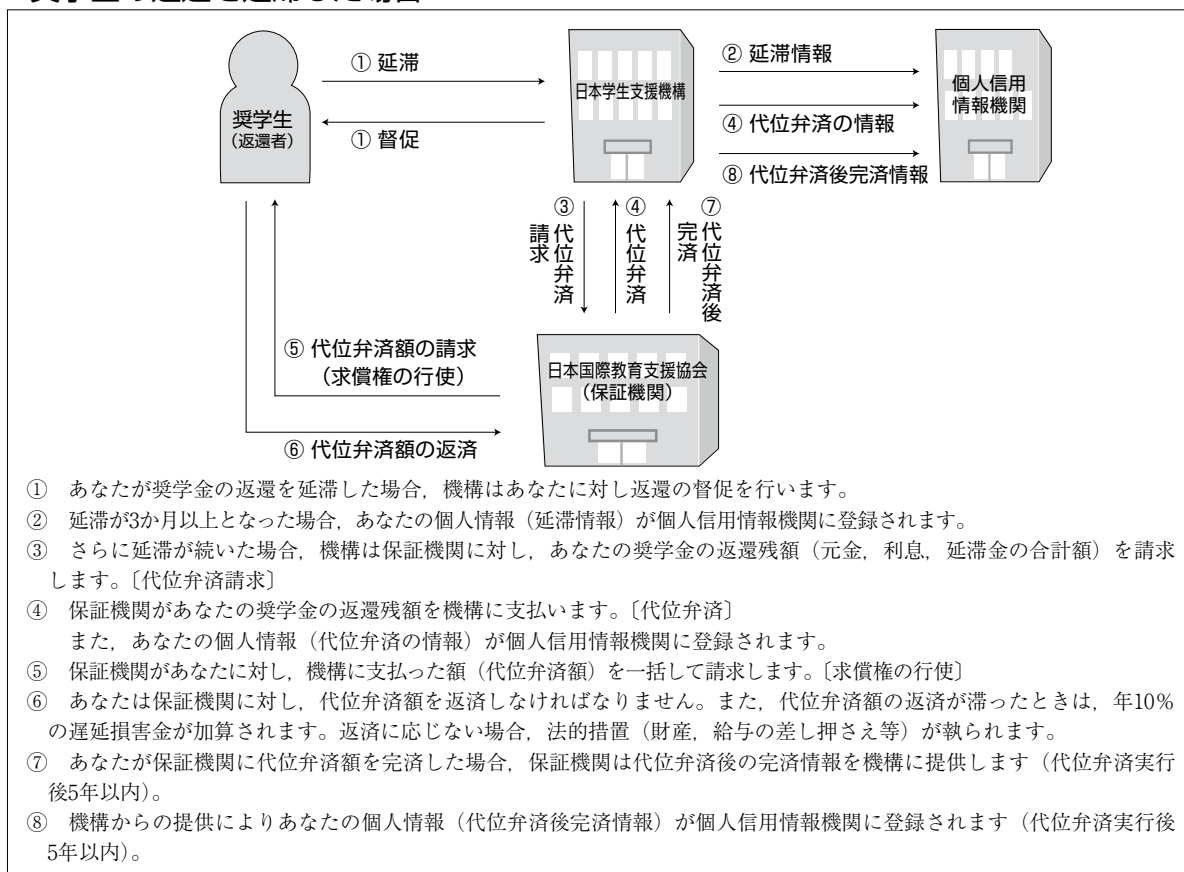 ① 延滞
① 督促
奨学生
（返還者）
日本学生支援機構
② 延滞情報
④ 代位弁済の情報
⑧ 代位弁済後完済情報
個人信用
情報機関
③ 代位弁済
請求
④ 代位弁済
⑦ 代位弁済後
完済
⑤ 代位弁済額の請求
（求償権の行使）
⑥ 代位弁済額の返済
日本国際教育支援協会
（保証機関）
① あなたが奨学金の返還を延滞した場合，機構はあなたに対し返還の督促を行います。
② 延滞が3か月以上となった場合，あなたの個人情報（延滞情報）が個人信用情報機関に登録されます。
③ さらに延滞が続いた場合，機構は保証機関に対し，あなたの奨学金の返還残額（元金，利息，延滞金の合計額）を請求
します。〔代位弁済請求〕
④ 保証機関があなたの奨学金の返還残額を機構に支払います。〔代位弁済〕
また，あなたの個人情報（代位弁済の情報）が個人信用情報機関に登録されます。
⑤ 保証機関があなたに対し，機構に支払った額（代位弁済額）を一括して請求します。〔求償権の行使〕
⑥ あなたは保証機関に対し，代位弁済額を返済しなければなりません。また，代位弁済額の返済が滞ったときは，年10％
の遅延損害金が加算されます。返済に応じない場合，法的措置（財産，給与の差し押さえ等）が執られます。
⑦ あなたが保証機関に代位弁済額を完済した場合，保証機関は代位弁済後の完済情報を機構に提供します（代位弁済実行
後5年以内）。
⑧ 機構からの提供によりあなたの個人情報（代位弁済後完済情報）が個人信用情報機関に登録されます（代位弁済実行後
5年以内）。